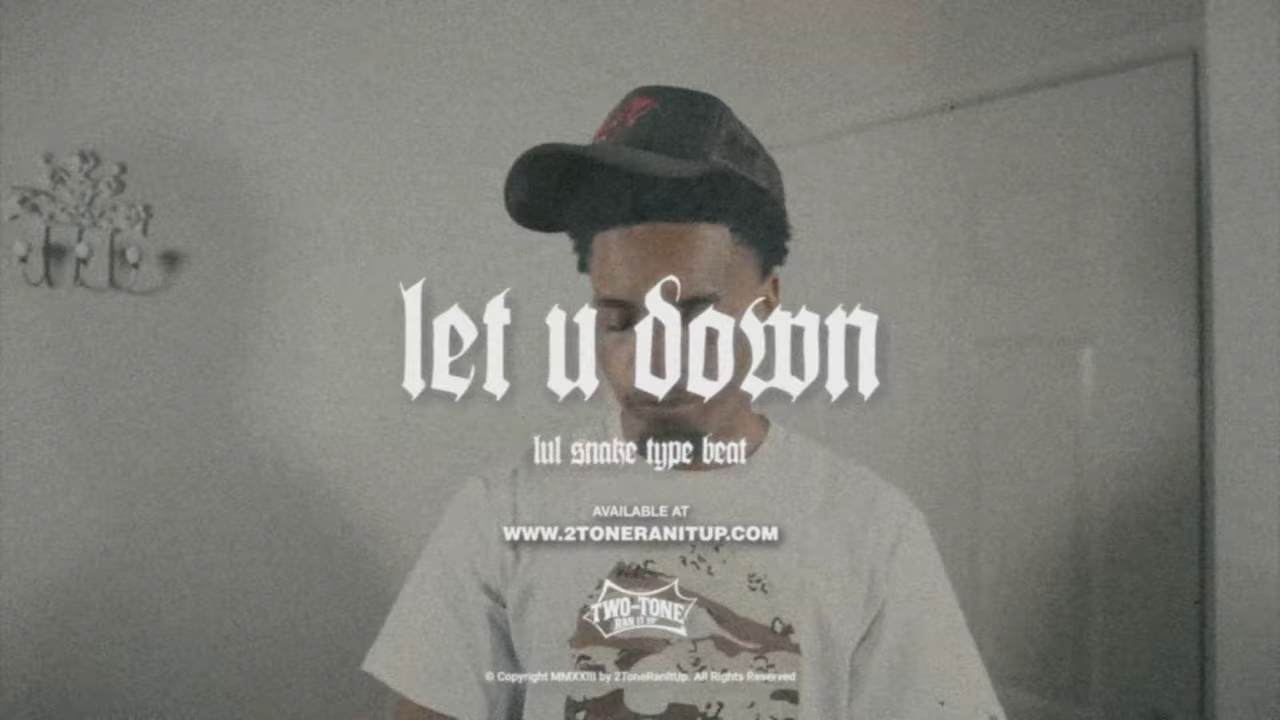 let u down
lul snake type beat
AVAILABLE AT
WWW.2TONERANITUP.COM
TWO-TONE
RAN IT UP
© Copyright MMXXIII by 2ToneRanItUp. All Rights Reserved